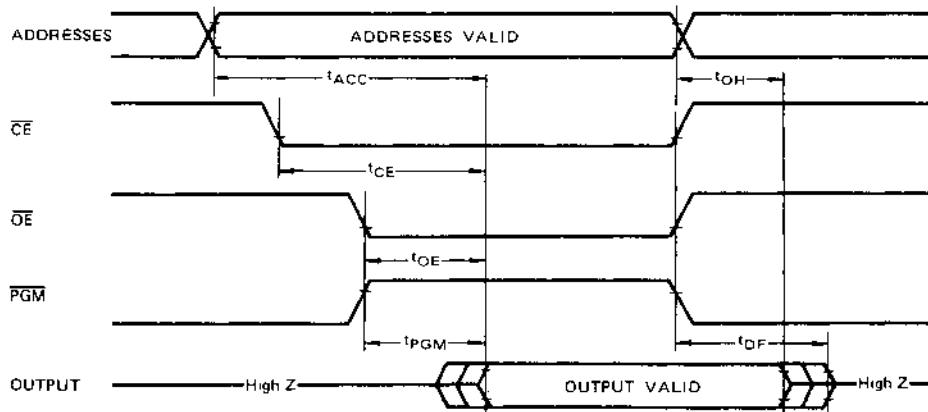 ADDRESSES
ADDRESSES VALID
tACC
tOH
CE
tCE
OE
tOE
PGM
tPGM
tDF
OUTPUT
High Z
OUTPUT VALID
High Z